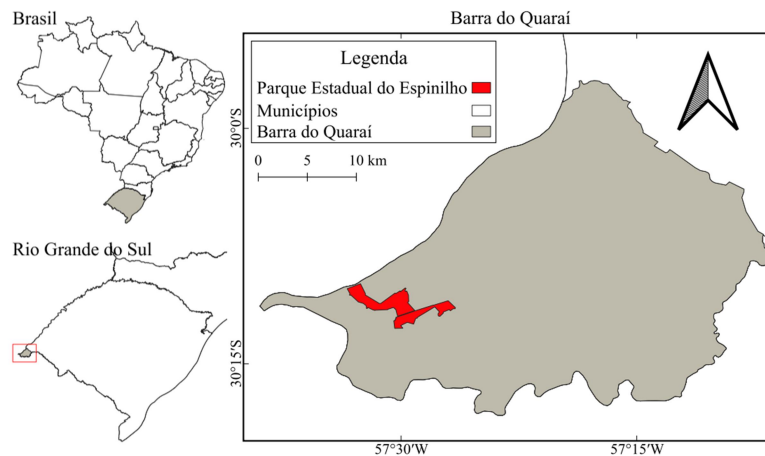 Brasil
Barra do Quaraí
Legenda
Parque Estadual do Espinilho
Municípios
Barra do Quaraí
0 5 10 km
Rio Grande do Sul
30°0′S
30°15′S
57°30′W 57°15′W